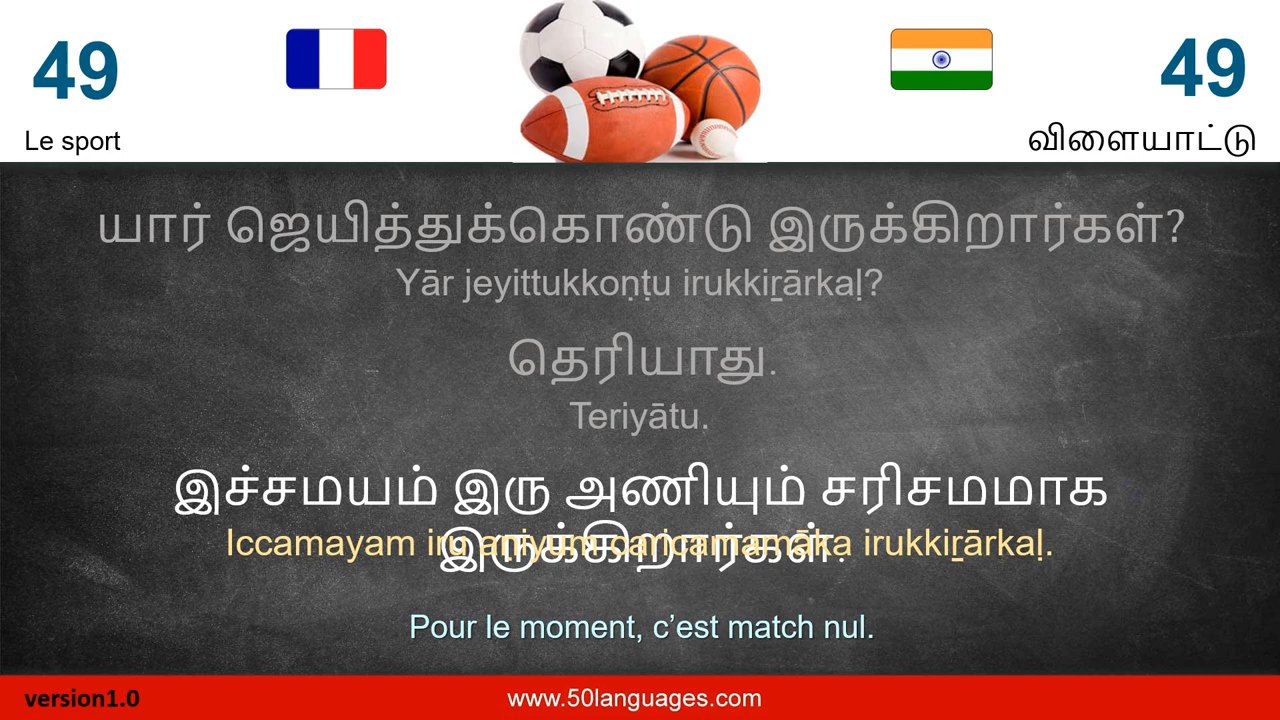 49
49
Le sport
விளையாட்டு
யார் ஜெயித்துக்கொண்டு இருக்கிறார்கள்?
Yār jeyittukkoṇṭu irukkiṟārkaḷ?
தெரியாது.
Teriyātu.
இச்சமயம் இரு அணியும் சரிசமமாக
இருக்கிறார்கள்.
Iccamayam iru aṇiyum caricamamāka irukkiṟārkaḷ.
Pour le moment, c’est match nul.
version1.0
www.50languages.com